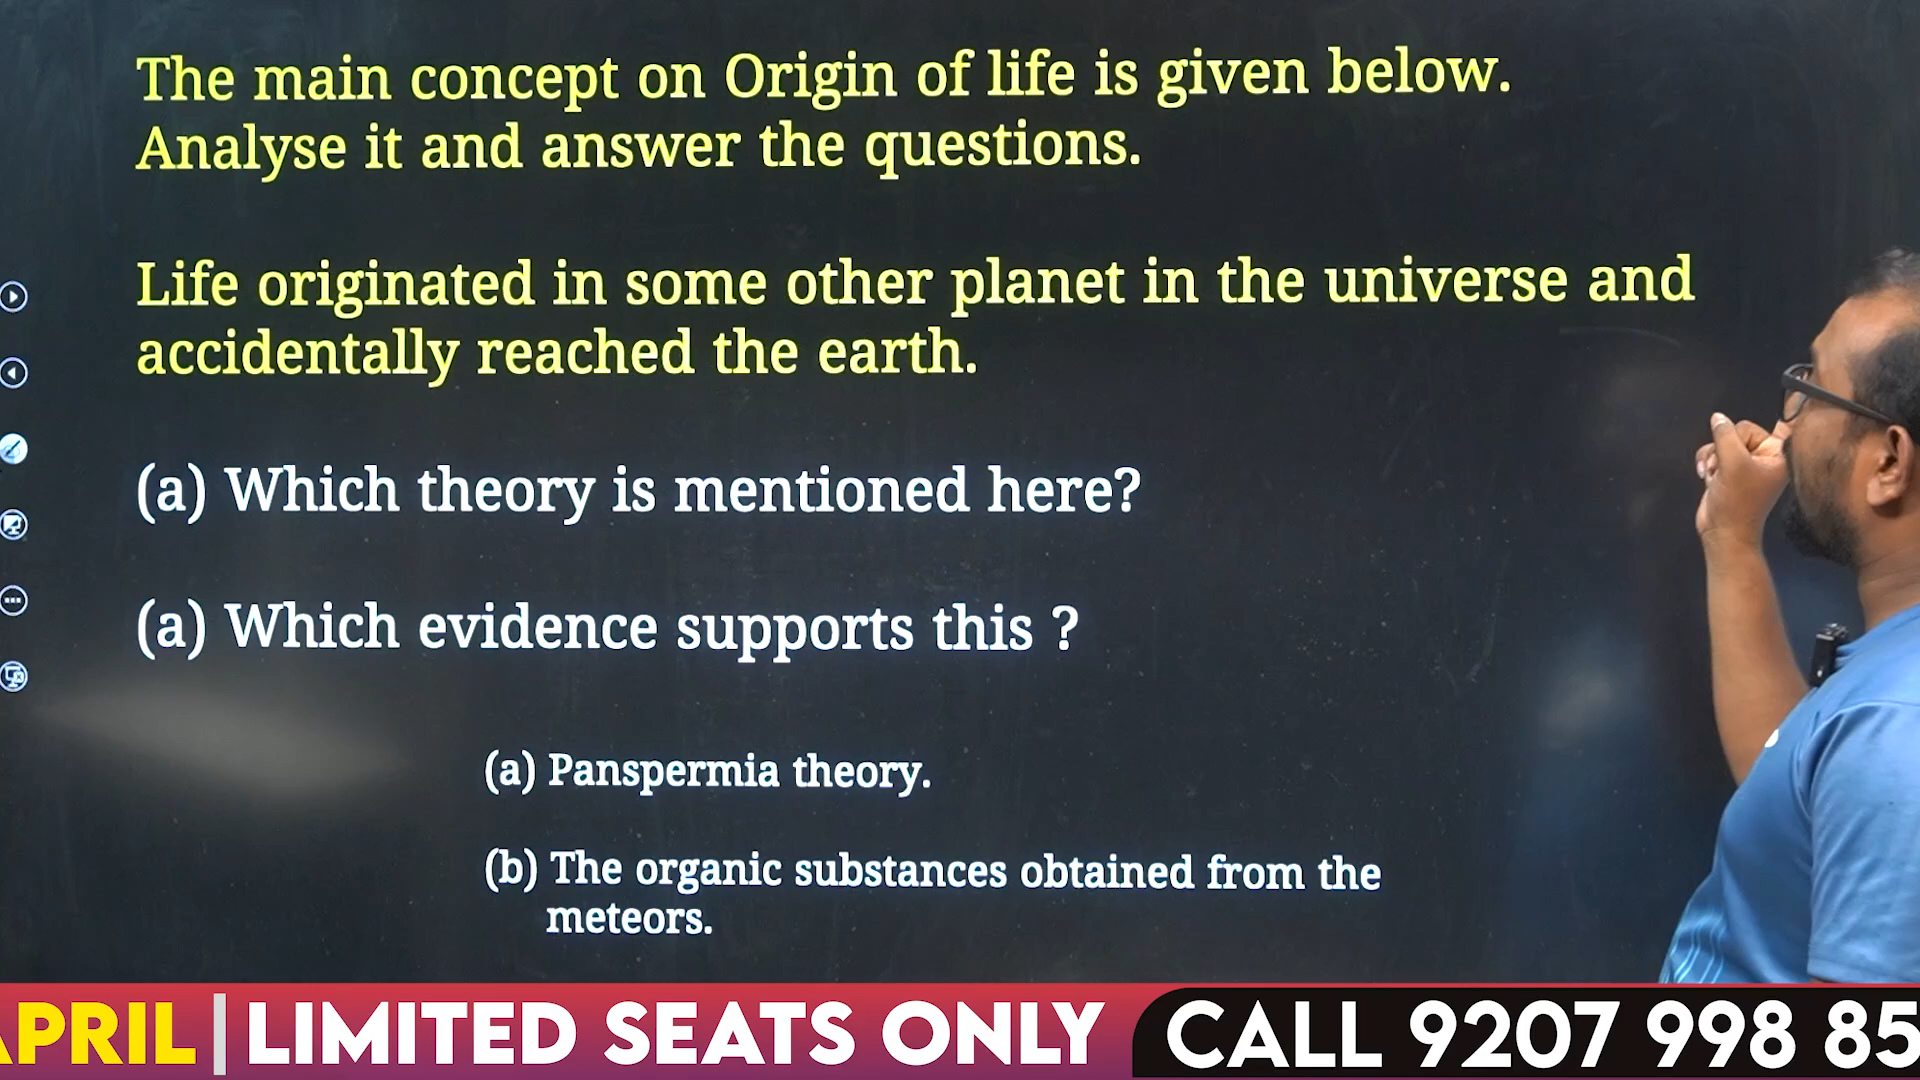 The main concept on Origin of life is given below.
Analyse it and answer the questions.
Life originated in some other planet in the universe and
accidentally reached the earth.
(a) Which theory is mentioned here?
(a) Which evidence supports this ?
(a) Panspermia theory.
(b) The organic substances obtained from the
meteors.
APRIL | LIMITED SEATS ONLY
CALL 9207 998 85